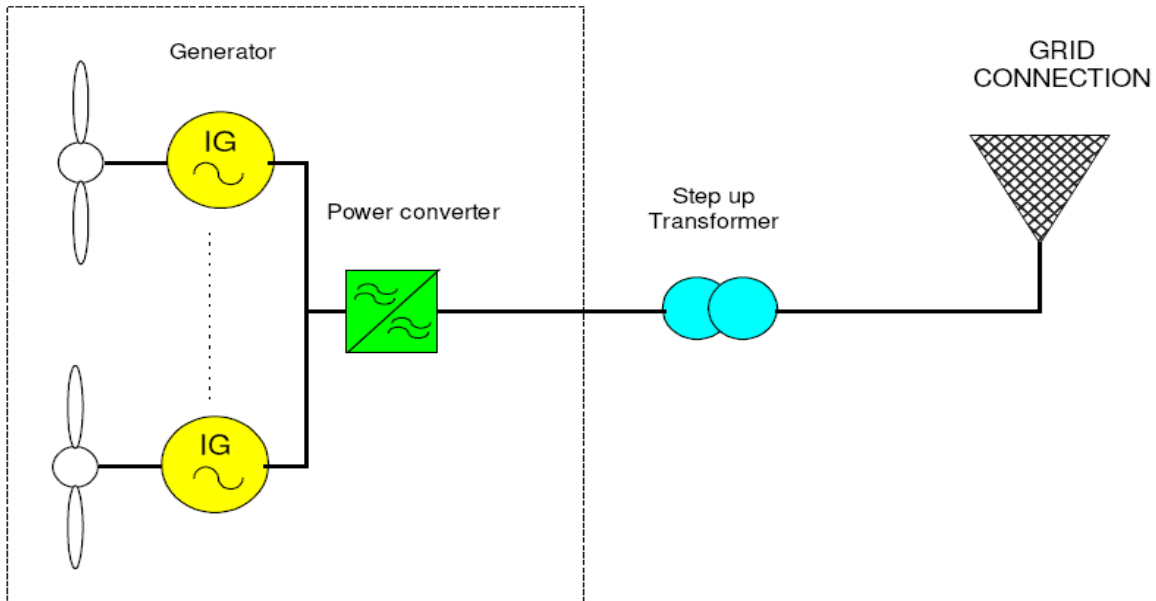 Generator
GRID
CONNECTION
IG
Step up
Transformer
Power converter
IG